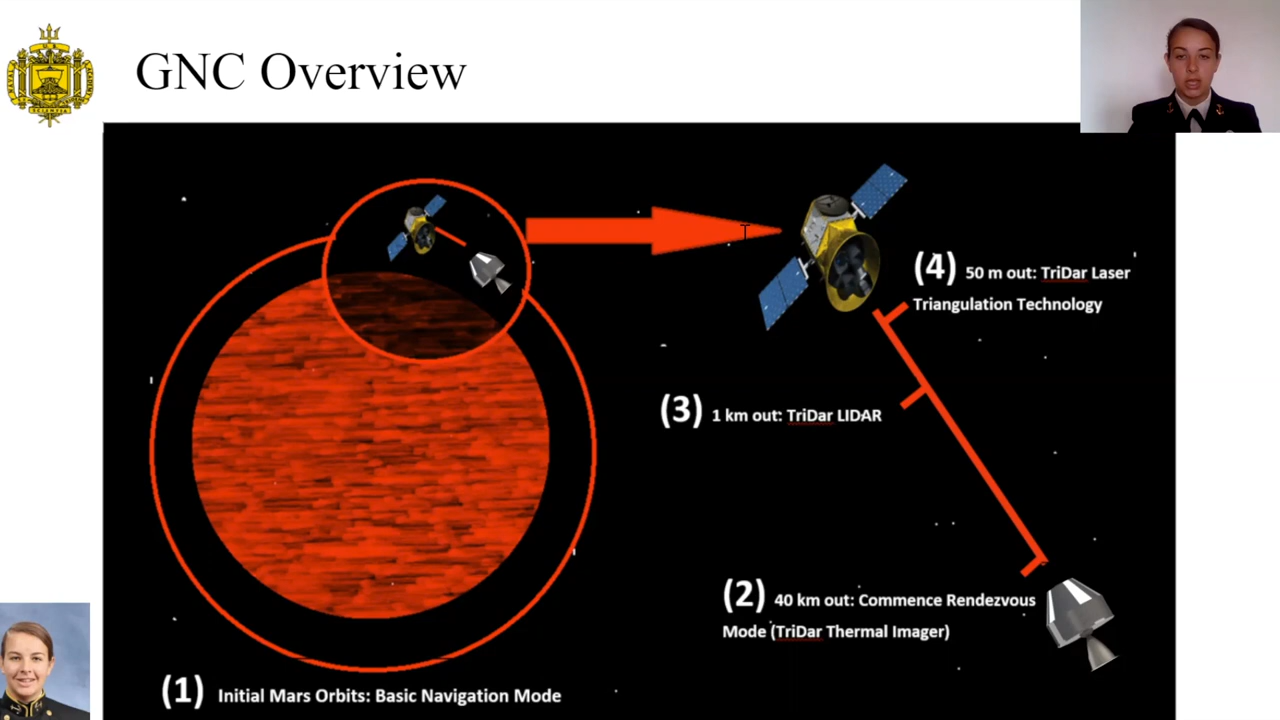 GNC Overview
(4) 50 m out: TriDar Laser
Triangulation Technology
(3) 1 km out: TriDar LIDAR
(2) 40 km out: Commence Rendezvous
Mode (TriDar Thermal Imager)
(1) Initial Mars Orbits: Basic Navigation Mode